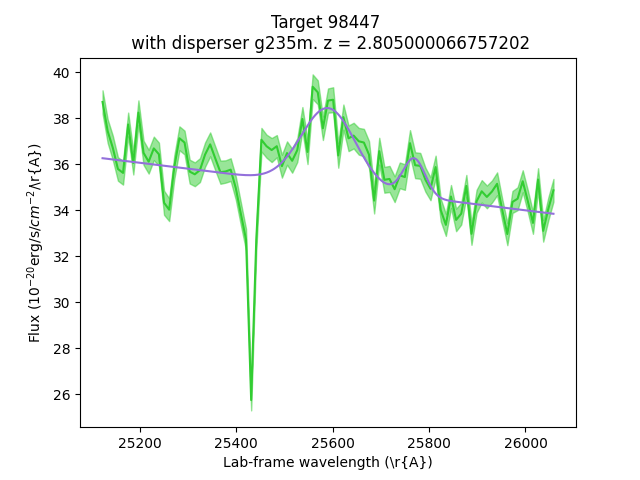 Target 98447
with disperser g235m. z = 2.805000066757202
Flux (10⁻²⁰erg/s/cm⁻²/\r{A})
40
38
36
34
32
30
28
26
25200 25400 25600 25800 26000
Lab-frame wavelength (\r{A})